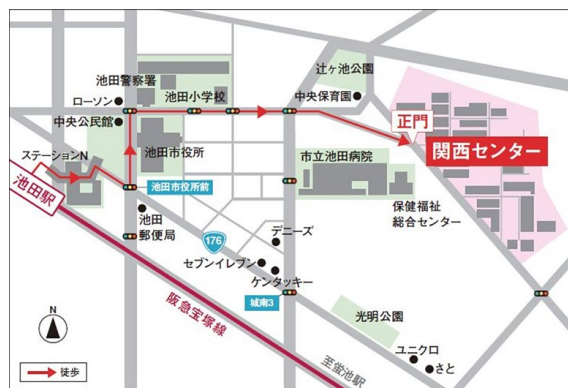 池田警察署
ローソン
池田小学校
中央公民館
ステーションN
池田市役所
池田駅
池田市役所前
池田
郵便局
辻ヶ池公園
中央保育園
正門
関西センター
市立池田病院
保健福祉
総合センター
176
デニーズ
セブンイレブン
ケンタッキー
城南3
阪急宝塚線
光明公園
ユニクロ
さと
至蛍池駅
N
徒歩